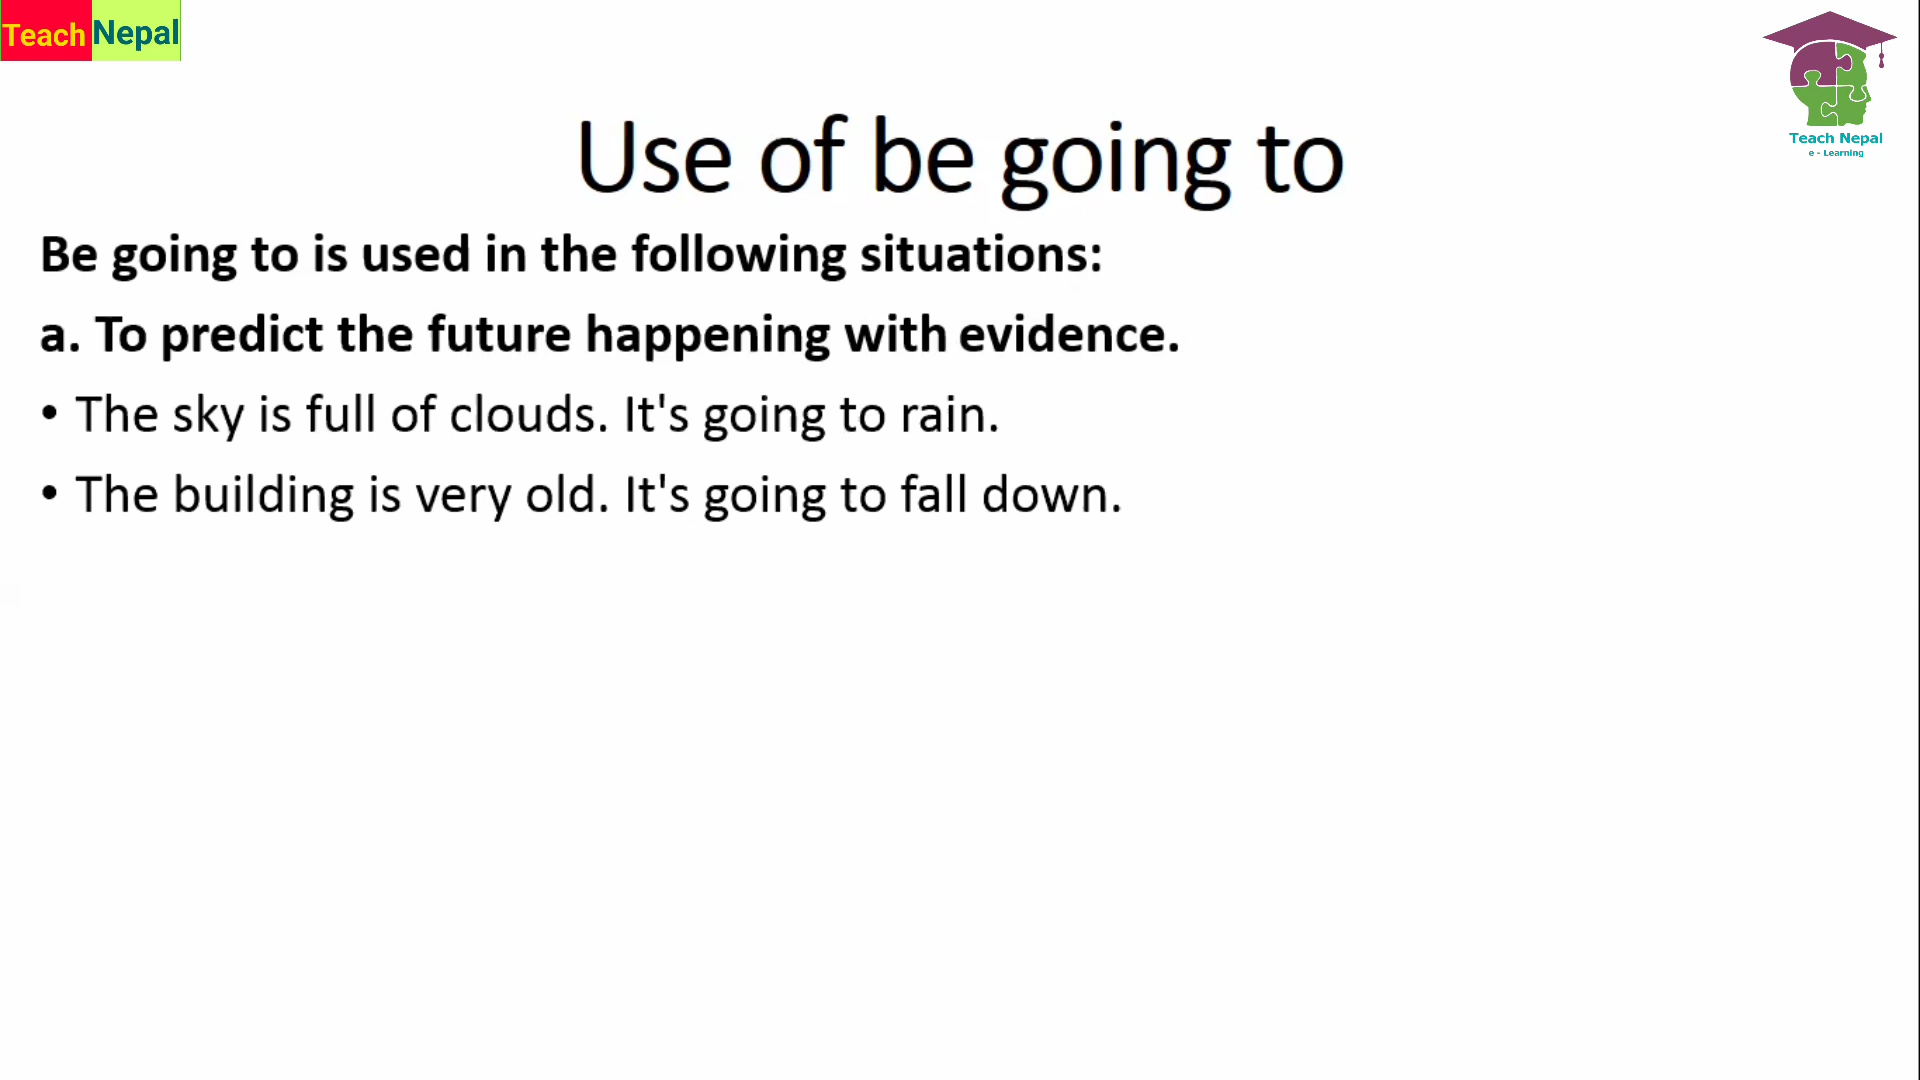 Teach Nepal
Teach Nepal
e - Learning
Use of be going to
Be going to is used in the following situations:
a. To predict the future happening with evidence.
• The sky is full of clouds. It's going to rain.
• The building is very old. It's going to fall down.